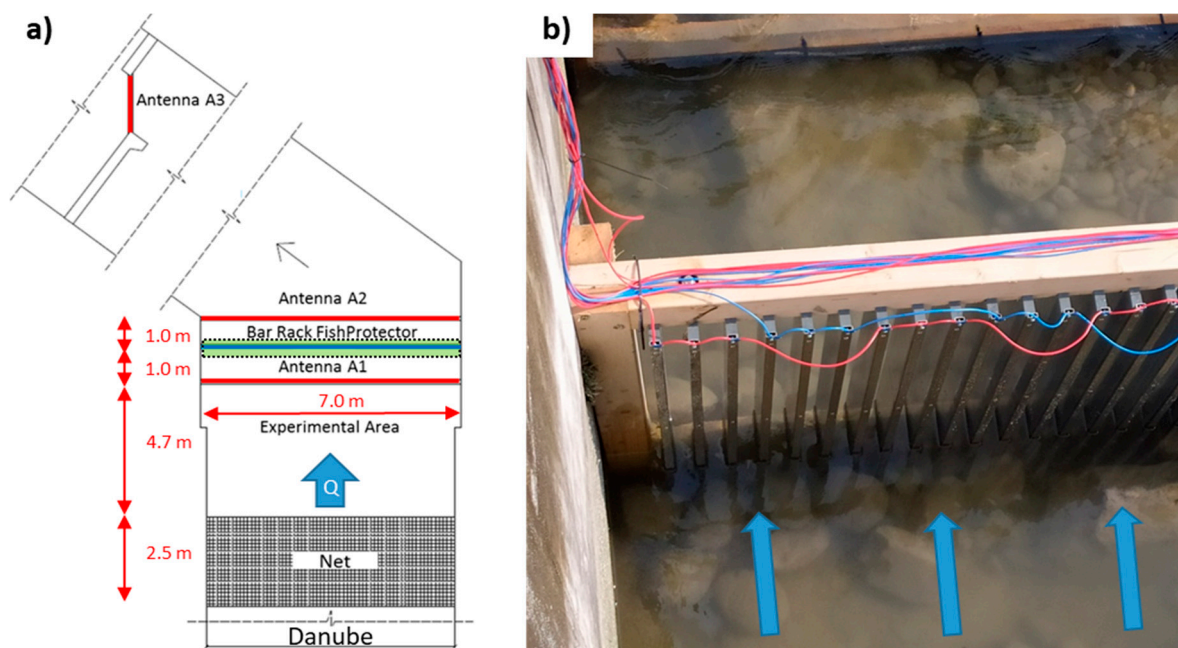 a)
Antenna A3
Antenna A2
1.0 m
Bar Rack FishProtector
1.0 m
Antenna A1
7.0 m
4.7 m
Experimental Area
Q
2.5 m
Net
Danube
b)